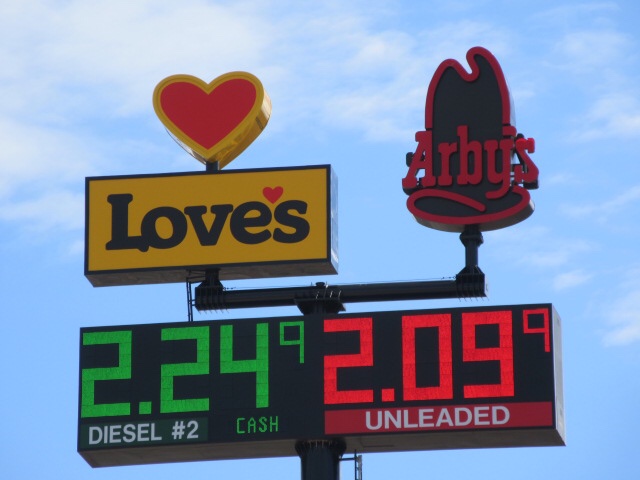 Love's
Arby's
2.24 9
2.09 9
DIESEL #2
CASH
UNLEADED